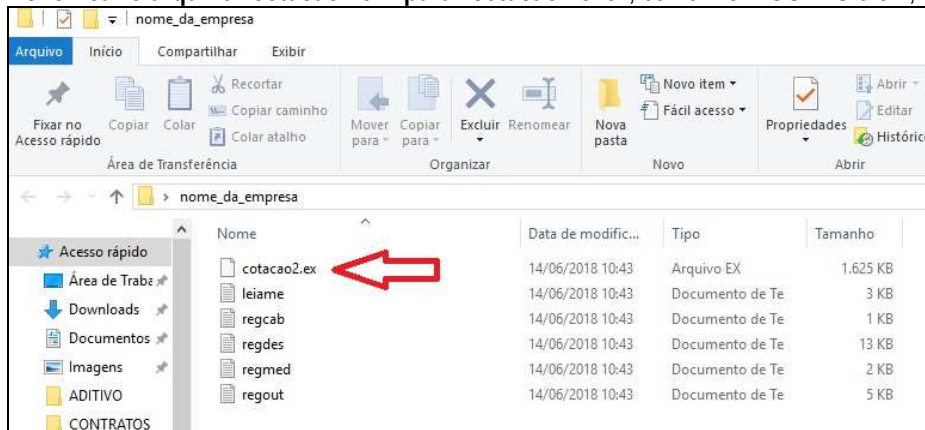 nome_da_empresa
Arquivo Início Compartilhar Exibir
Fixar no Acesso rápido
Copiar
Colar
Recortar
Copiar caminho
Colar atalho
Área de Transferência
Mover para
Copiar para
Excluir
Renomear
Organizar
Nova pasta
Novo item
Fácil acesso
Novo
Propriedades
Abrir
Editar
Históric
Abrir
nome_da_empresa
Acesso rápido
Área de Traba
Downloads
Documentos
Imagens
ADITIVO
CONTRATOS
Nome Data de modific... Tipo Tamanho
cotacao2.ex 14/06/2018 10:43 Arquivo EX 1.625 KB
leiame 14/06/2018 10:43 Documento de Te 3 KB
regcab 14/06/2018 10:43 Documento de Te 1 KB
regdes 14/06/2018 10:43 Documento de Te 13 KB
regmed 14/06/2018 10:43 Documento de Te 2 KB
regout 14/06/2018 10:43 Documento de Te 5 KB